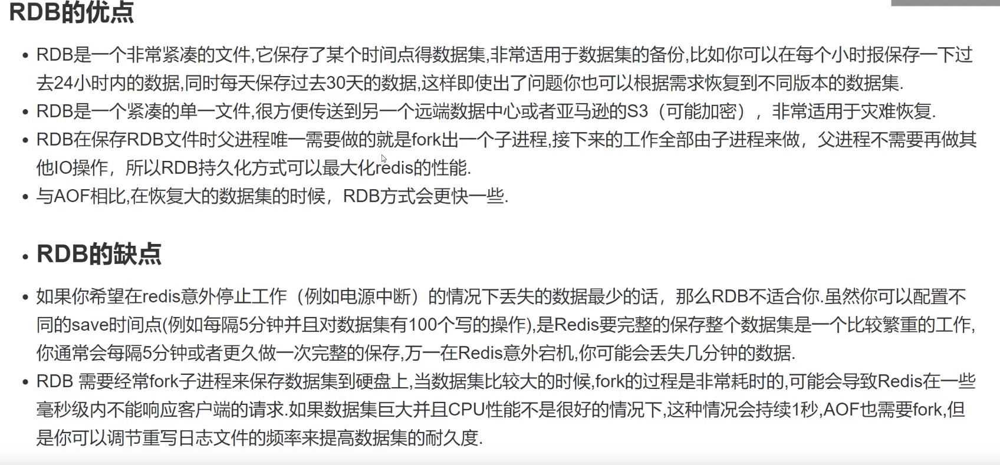 RDB的优点
• RDB是一个非常紧凑的文件,它保存了某个时间点得数据集,非常适用于数据集的备份,比如你可以在每个小时报保存一下过
去24小时内的数据,同时每天保存过去30天的数据,这样即使出了问题你也可以根据需求恢复到不同版本的数据集.
• RDB是一个紧凑的单一文件,很方便传送到另一个远端数据中心或者亚马逊的S3（可能加密），非常适用于灾难恢复.
• RDB在保存RDB文件时父进程唯一需要做的就是fork出一个子进程,接下来的工作全部由子进程来做，父进程不需要再做其
他IO操作，所以RDB持久化方式可以最大化redis的性能.
• 与AOF相比,在恢复大的数据集的时候，RDB方式会更快一些.
• RDB的缺点
• 如果你希望在redis意外停止工作（例如电源中断）的情况下丢失的数据最少的话，那么RDB不适合你.虽然你可以配置不
同的save时间点(例如每隔5分钟并且对数据集有100个写的操作),是Redis要完整的保存整个数据集是一个比较繁重的工作,
你通常会每隔5分钟或者更久做一次完整的保存,万一在Redis意外宕机,你可能会丢失几分钟的数据.
• RDB 需要经常fork子进程来保存数据集到硬盘上,当数据集比较大的时候,fork的过程是非常耗时的,可能会导致Redis在一些
毫秒级内不能响应客户端的请求.如果数据集巨大并且CPU性能不是很好的情况下,这种情况会持续1秒,AOF也需要fork,但
是你可以调节重写日志文件的频率来提高数据集的耐久度.